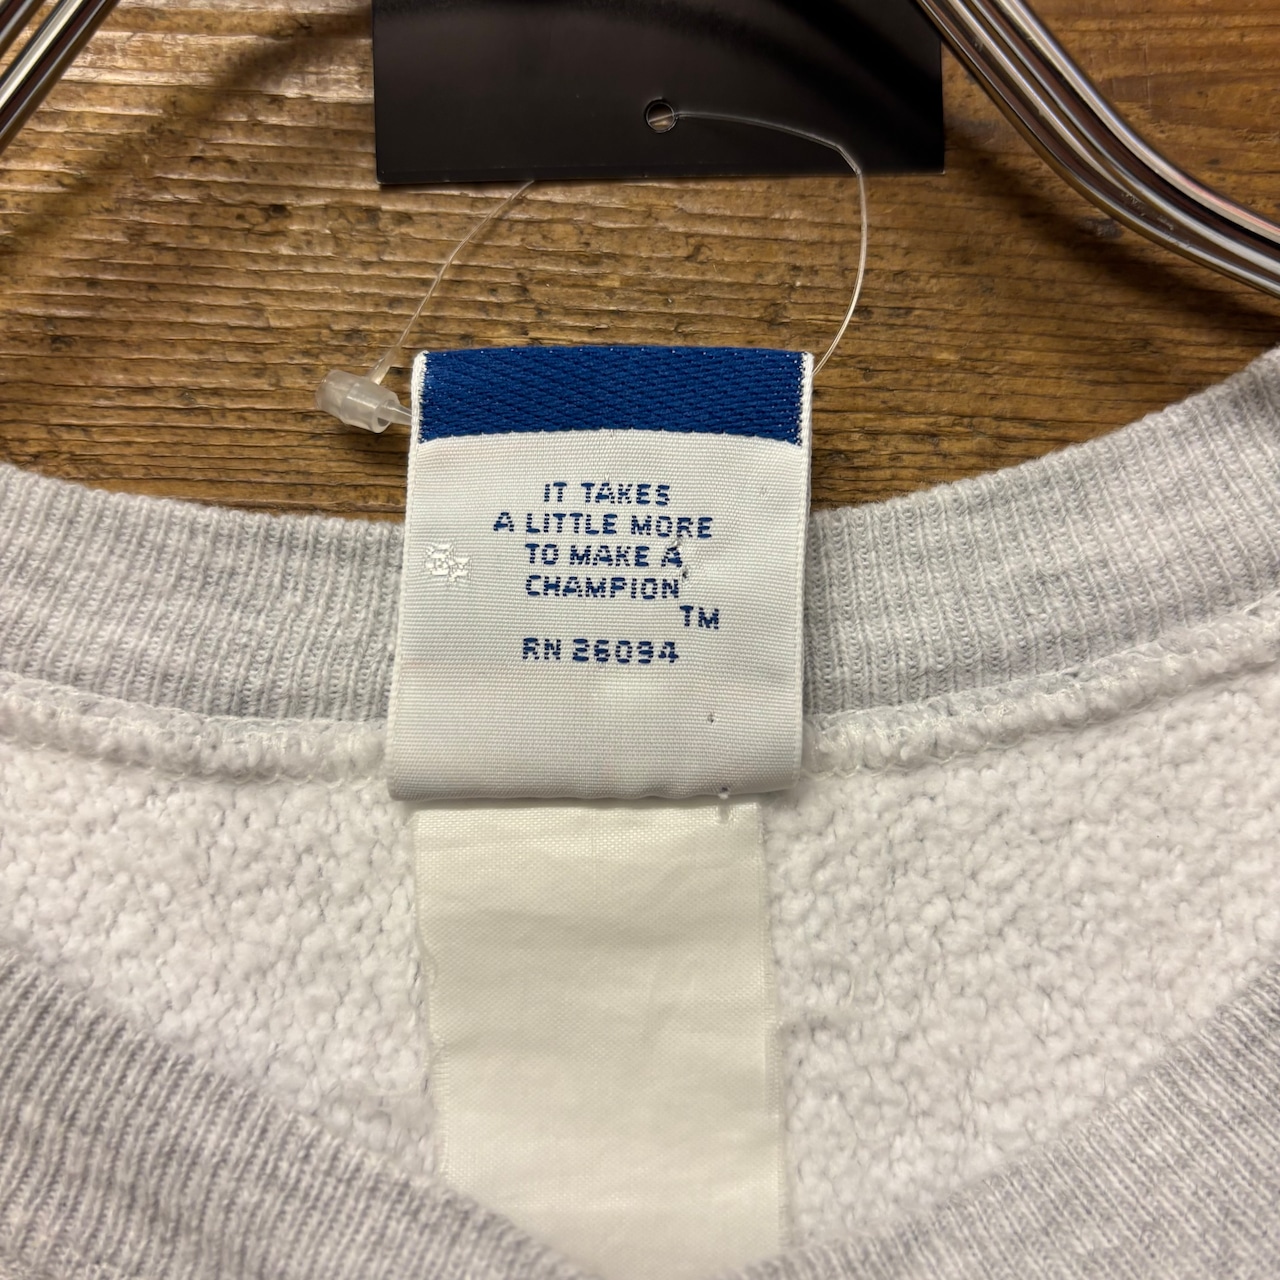 IT TAKES
A LITTLE MORE
TO MAKE A
CHAMPION
TM
RN 26094